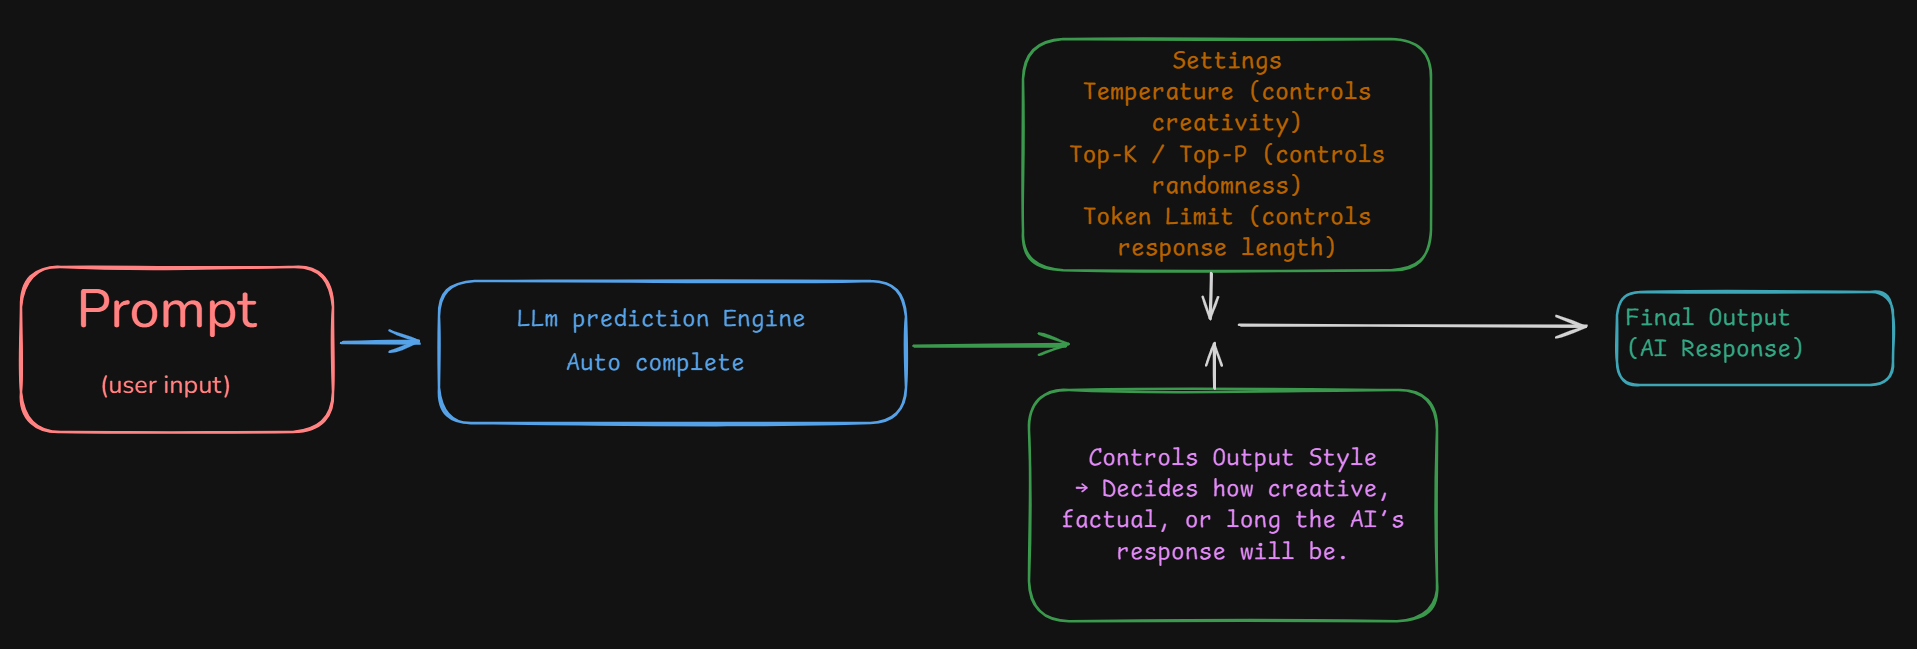 Prompt
(user input)
LLm prediction Engine
Auto complete
Settings
Temperature (controls
creativity)
Top-K / Top-P (controls
randomness)
Token Limit (controls
response length)
Controls Output Style
→ Decides how creative,
factual, or long the AI’s
response will be.
Final Output
(AI Response)